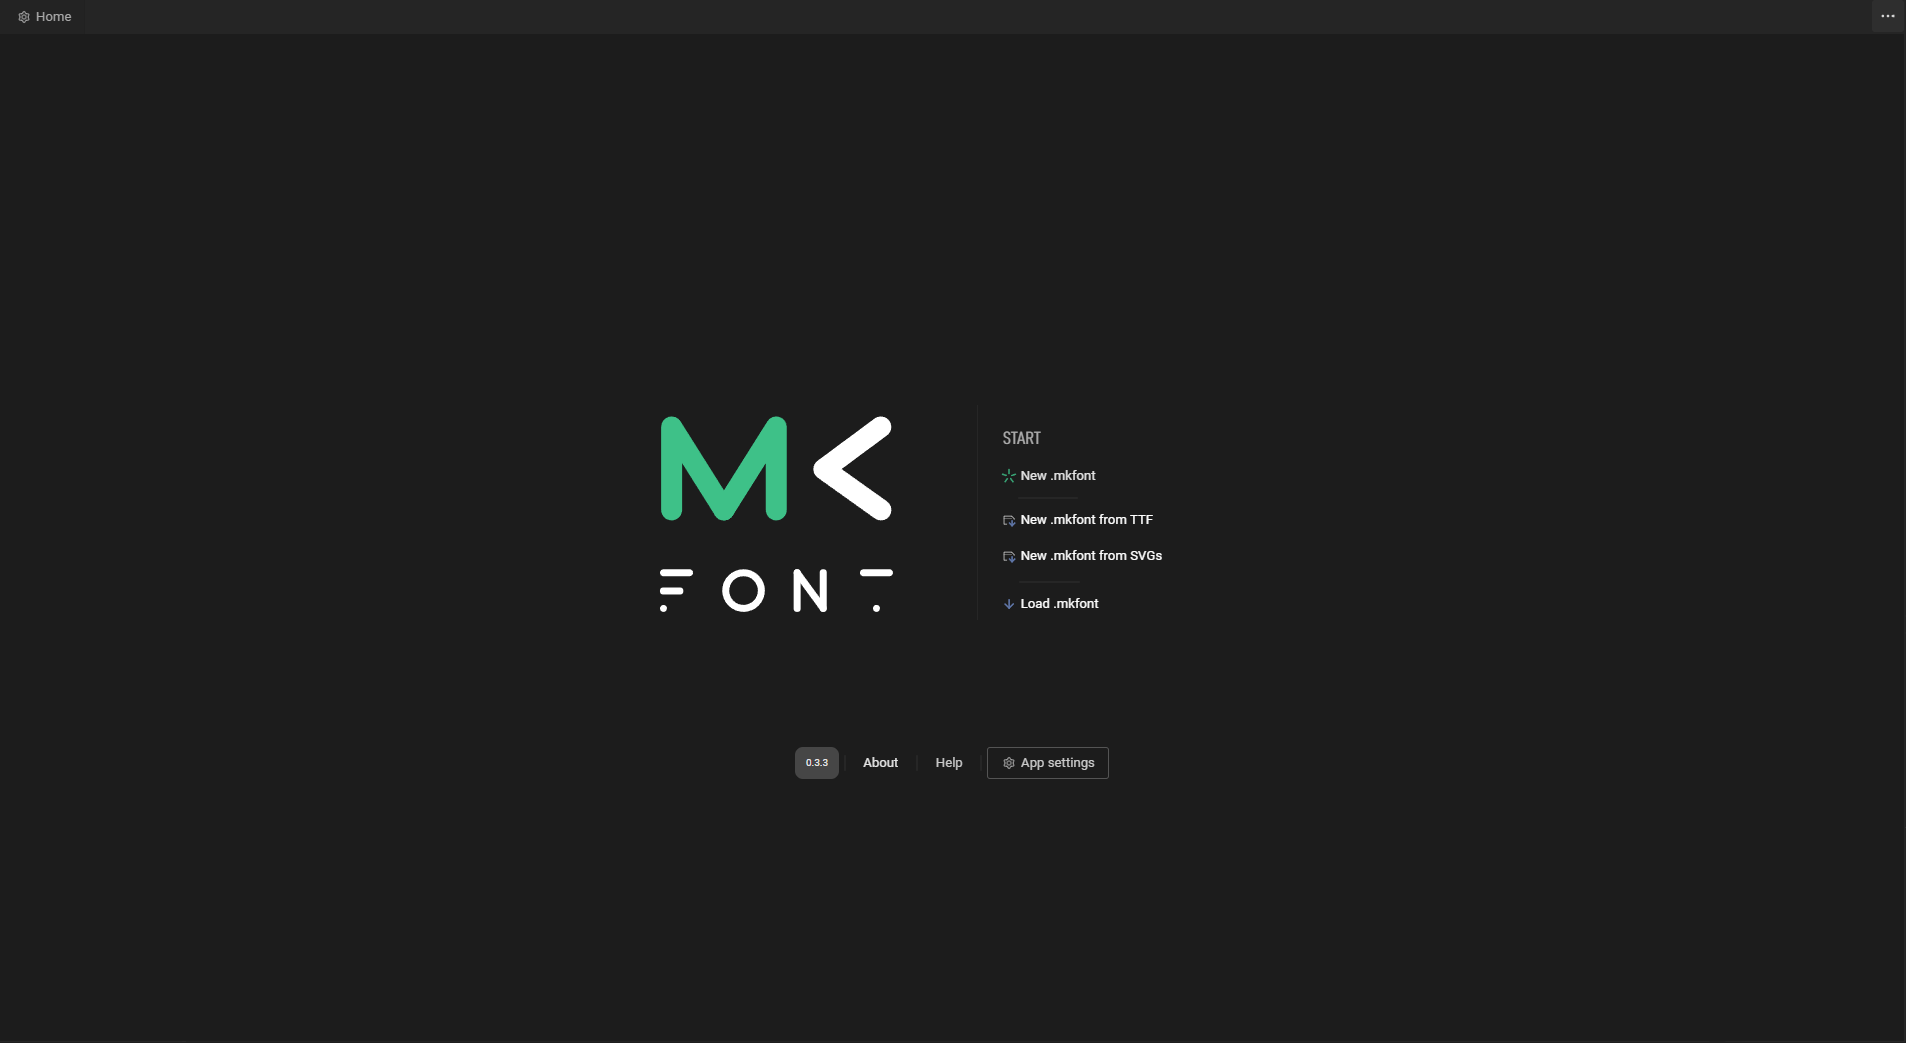 Home
MK
FONT
START
New .mkfont
New .mkfont from TTF
New .mkfont from SVGs
Load .mkfont
0.3.3
About
Help
App settings